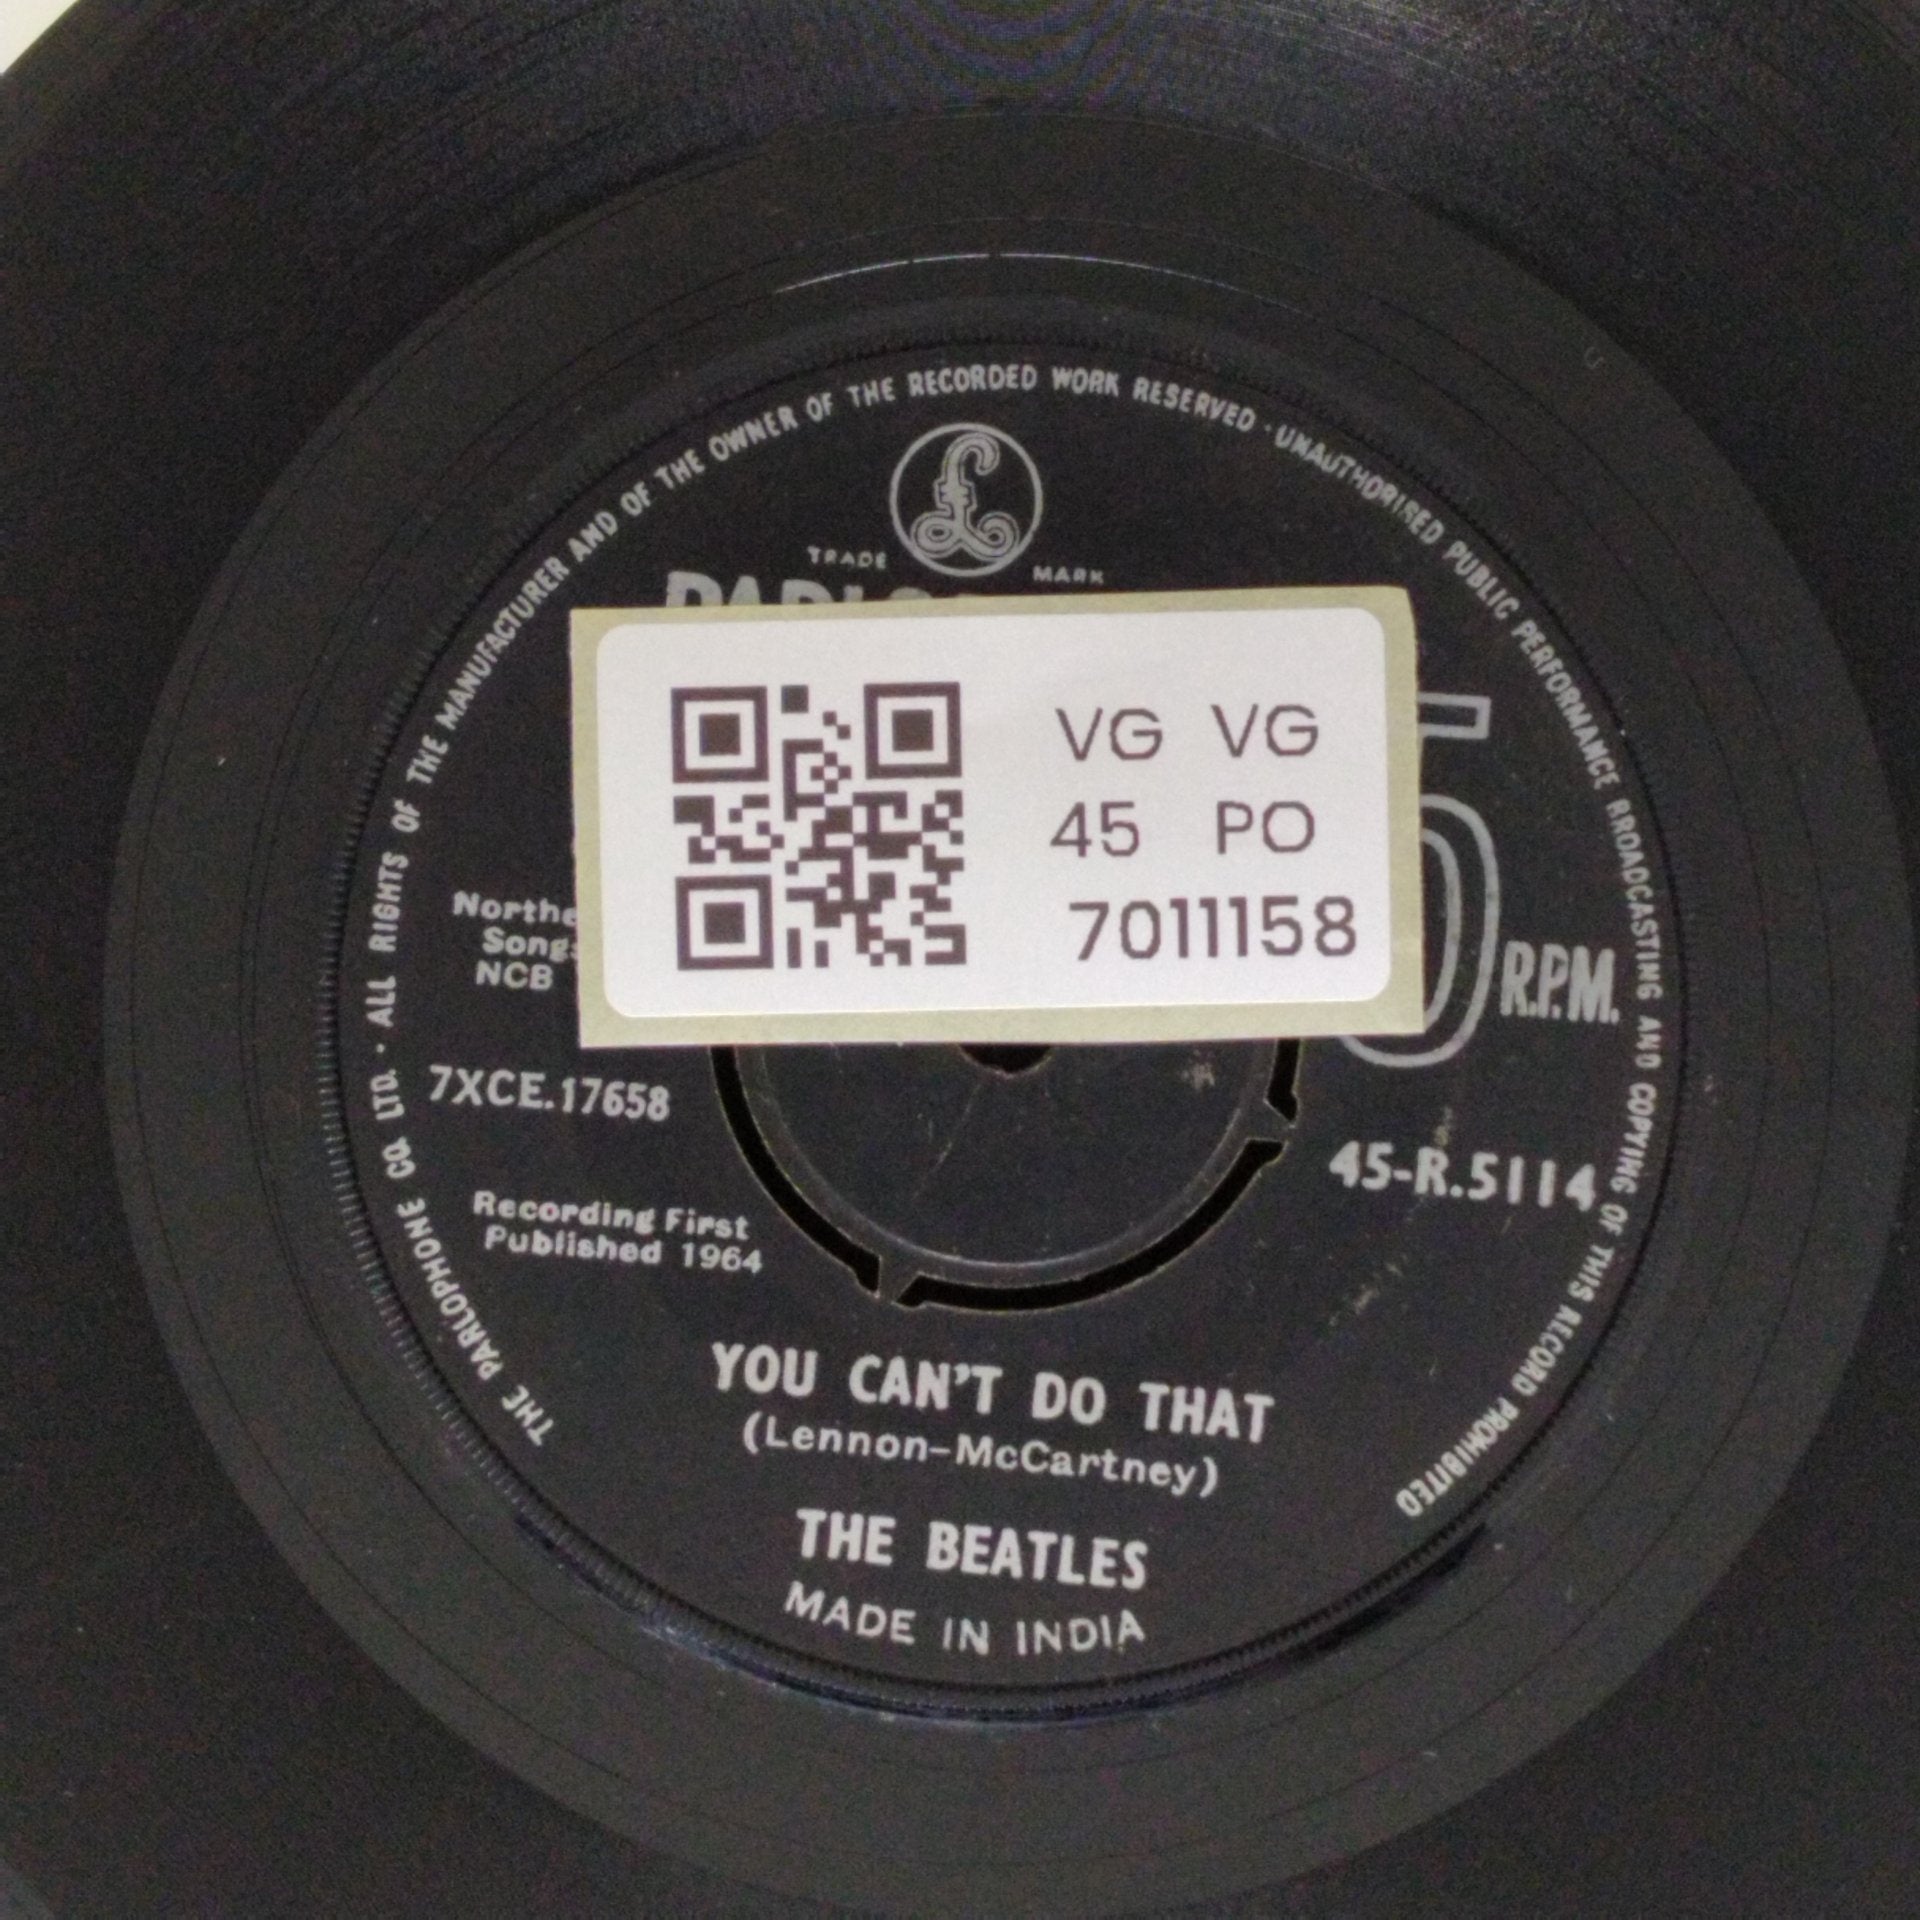 THE PARLOPHONE CO. LTD. · ALL RIGHTS OF THE MANUFACTURER AND OF THE OWNER OF THE RECORDED WORK RESERVED · UNAUTHORISED PUBLIC PERFORMANCE BROADCASTING AND COPYING OF THIS RECORD PROHIBITED
TRADE MARK
VG VG
45 PO
7011158
NCB
R.P.M.
7XCE.17658
45-R.5114
Recording First
Published 1964
YOU CAN'T DO THAT
(Lennon-McCartney)
THE BEATLES
MADE IN INDIA